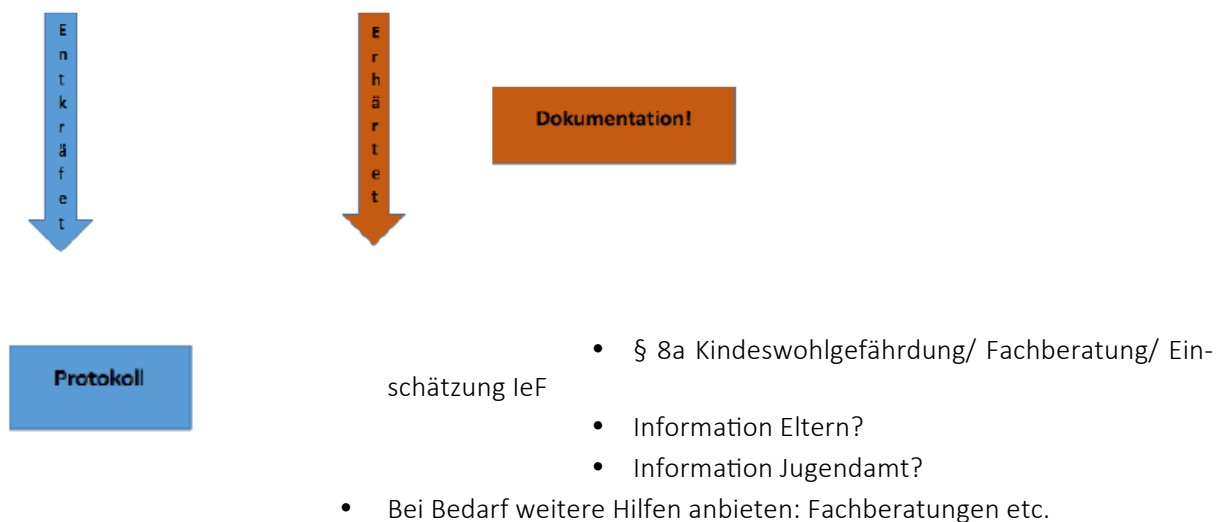 Entkräfet
Erhärtet
Dokumentation!
Protokoll
• § 8a Kindeswohlgefährdung/ Fachberatung/ Ein-
schätzung IeF
• Information Eltern?
• Information Jugendamt?
• Bei Bedarf weitere Hilfen anbieten: Fachberatungen etc.